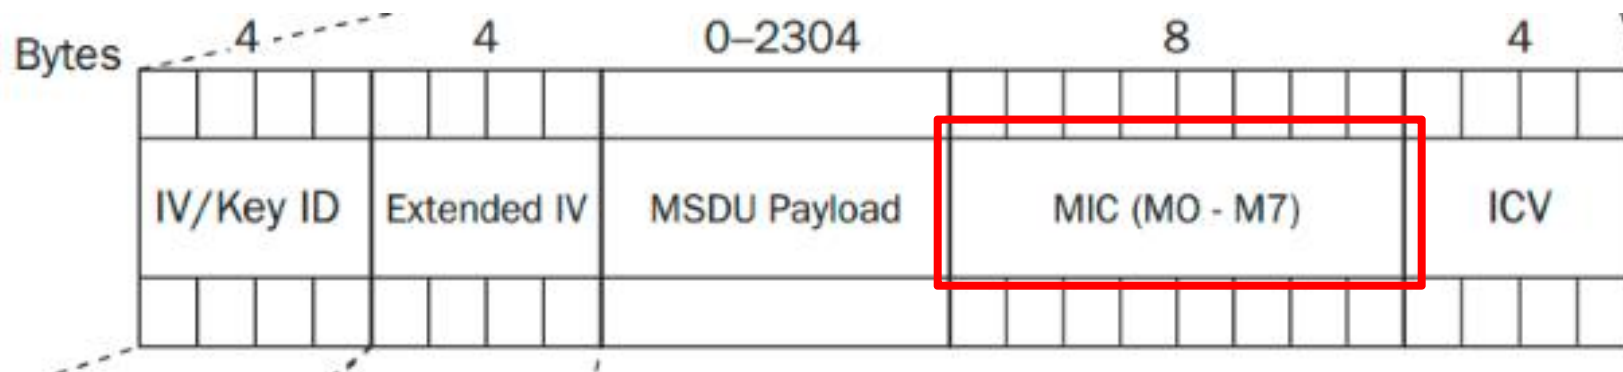 Bytes 4 4 0–2304 8 4
IV/Key ID Extended IV MSDU Payload MIC (M0 - M7) ICV